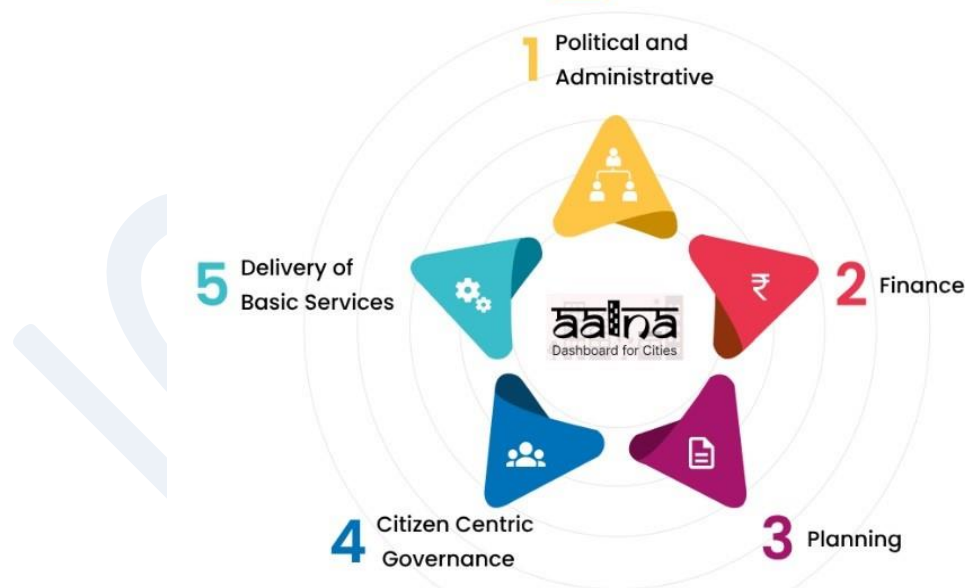 1 Political and
Administrative
2 Finance
3 Planning
4 Citizen Centric
Governance
5 Delivery of
Basic Services
aaina
Dashboard for Cities
₹